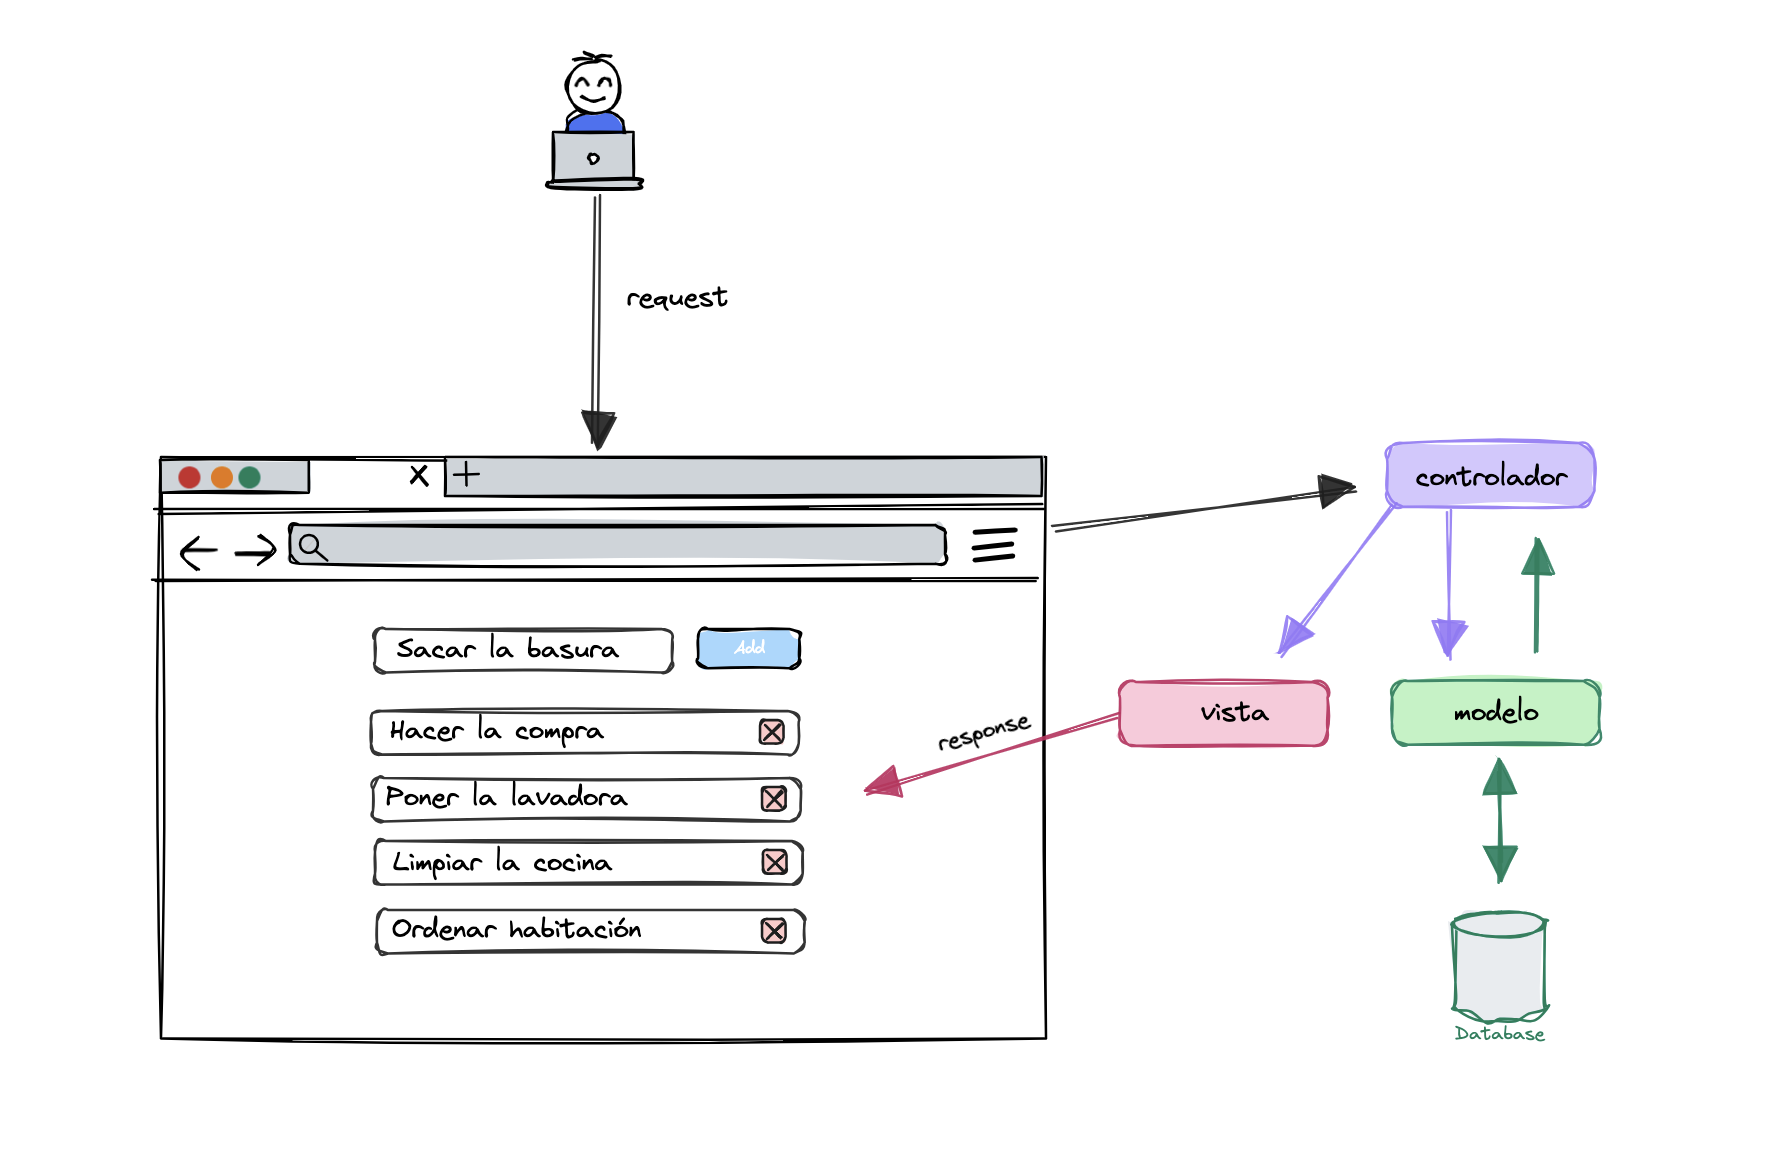 request
controlador
Sacar la basura
Add
Hacer la compra
Poner la lavadora
Limpiar la cocina
Ordenar habitación
response
vista
modelo
Database